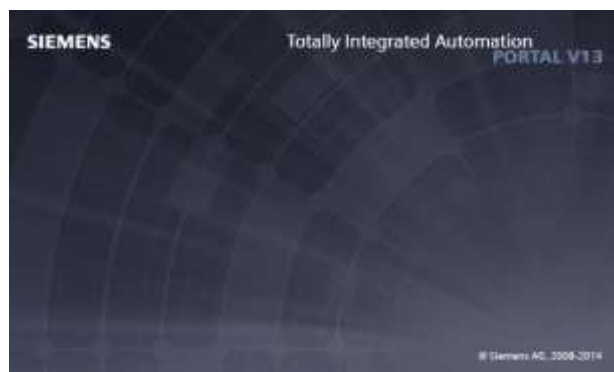 SIEMENS
Totally Integrated Automation
PORTAL V13
© Siemens AG, 2008-2014